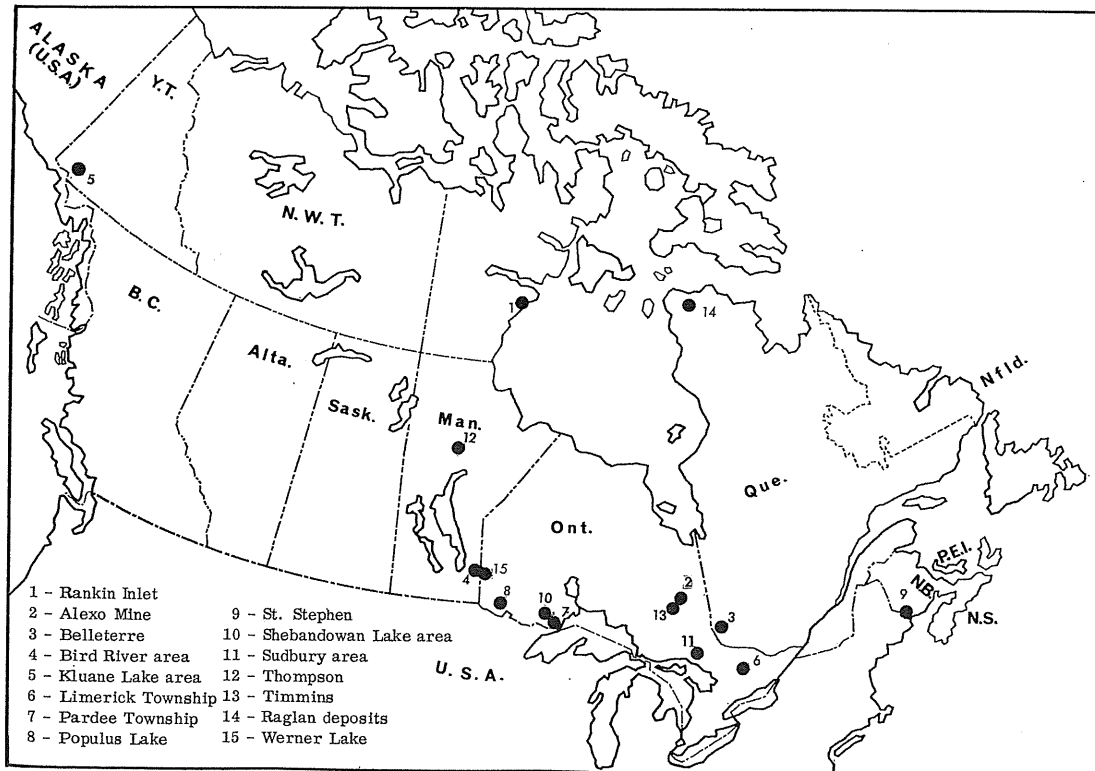 ALASKA
(U.S.A.)
Y.T.
5
N. W. T.
B.C.
1
14
Alta.
Sask.
Man.
12
Nfld.
Que.
Ont.
P.E.I.
N.B.
N.S.
9
4
15
8
10
7
2
13
3
11
6
U. S. A.
1 - Rankin Inlet
2 - Alexo Mine
3 - Belleterre
4 - Bird River area
5 - Kluane Lake area
6 - Limerick Township
7 - Pardee Township
8 - Populus Lake
9 - St. Stephen
10 - Shebandowan Lake area
11 - Sudbury area
12 - Thompson
13 - Timmins
14 - Raglan deposits
15 - Werner Lake